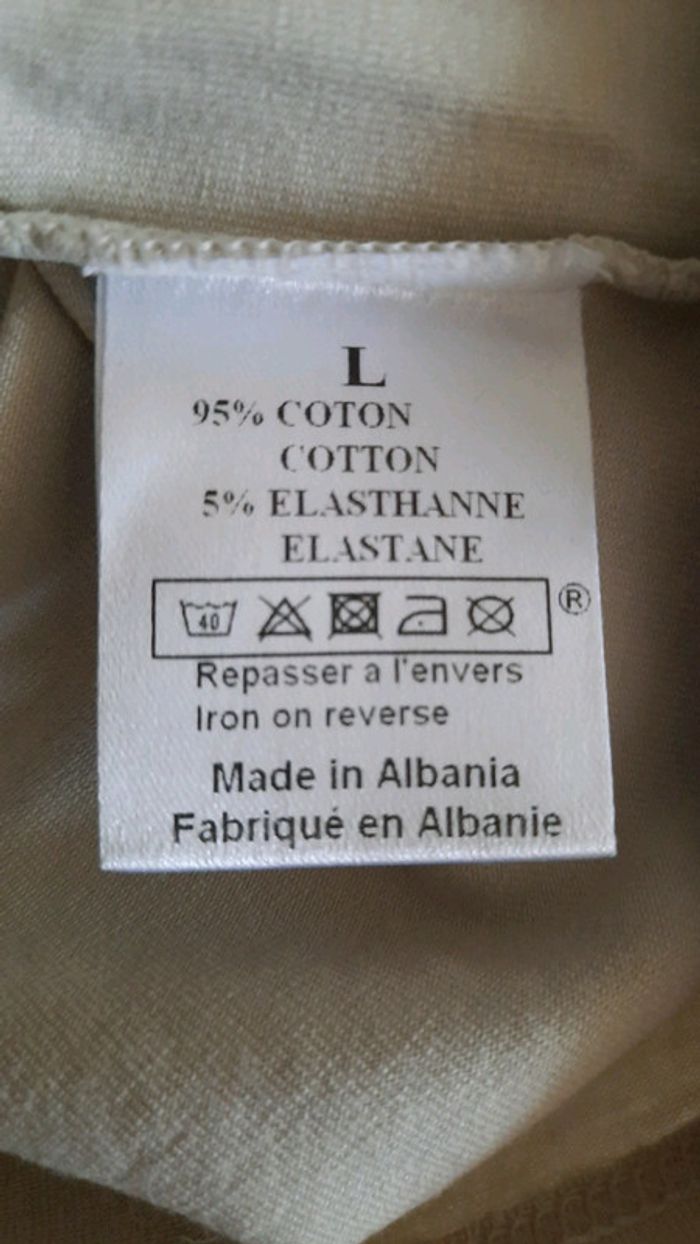 L
95% COTON
COTTON
5% ELASTHANNE
ELASTANE
40 ®
Repasser a l'envers
Iron on reverse
Made in Albania
Fabriqué en Albanie